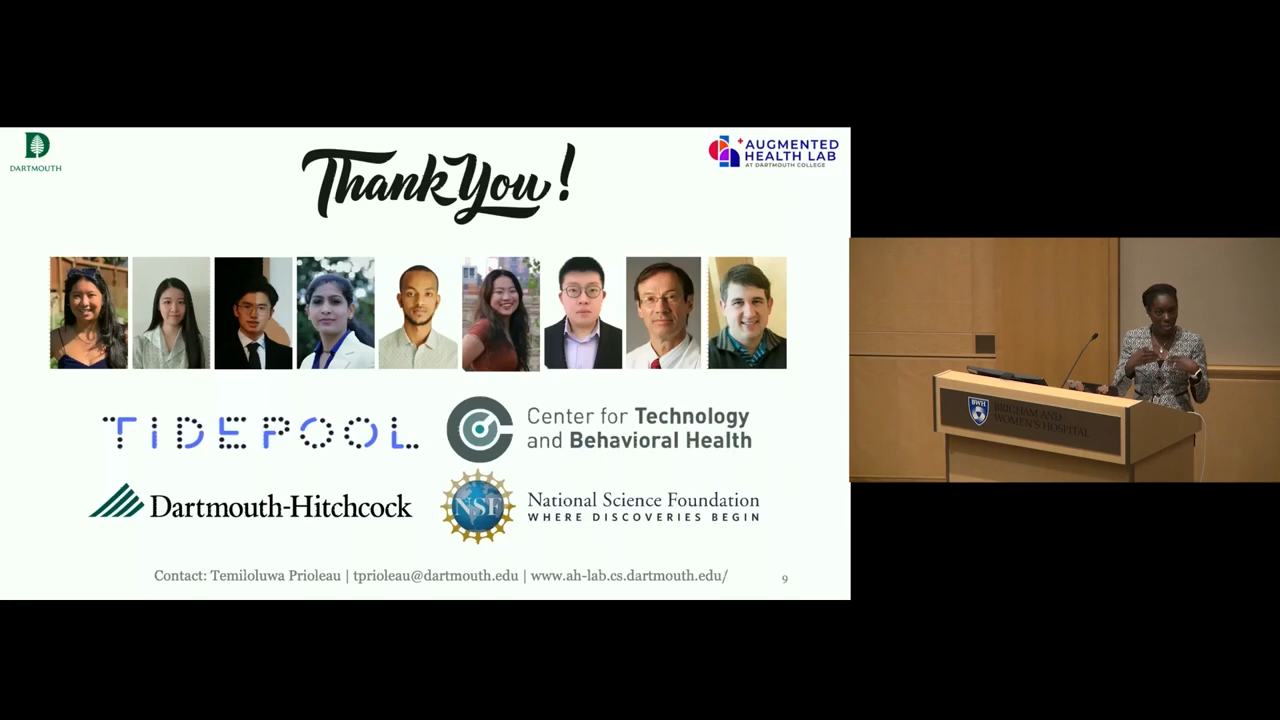 DARTMOUTH
Thank You!
AUGMENTED
HEALTH LAB
AT DARTMOUTH COLLEGE
TIDEPOOL
Center for Technology
and Behavioral Health
Dartmouth-Hitchcock
NSF
National Science Foundation
WHERE DISCOVERIES BEGIN
Contact: Temiloluwa Prioleau | tprioleau@dartmouth.edu | www.ah-lab.cs.dartmouth.edu/
9
BWH
BRIGHAM AND
WOMEN'S HOSPITAL